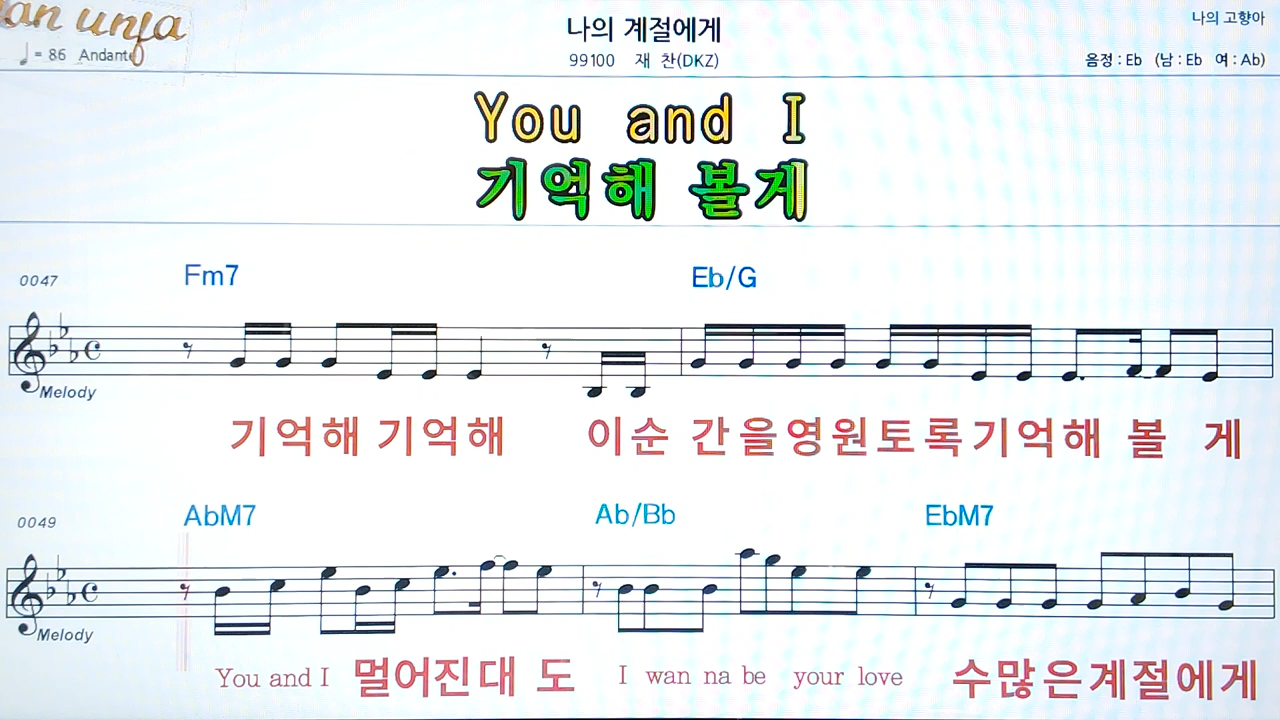 나의 계절에게
나의 고향아
♩ = 86 Andante
99100 재 찬(DKZ)
음정 : Eb (남 : Eb 여 : Ab)
You and I
기억해 볼게
0047 Fm7 Eb/G
Melody
기억해 기억해 이순 간을영원토록기억해 볼 게
0049 AbM7 Ab/Bb EbM7
Melody
You and I 멀어진대 도 I wan na be your love 수많은계절에게